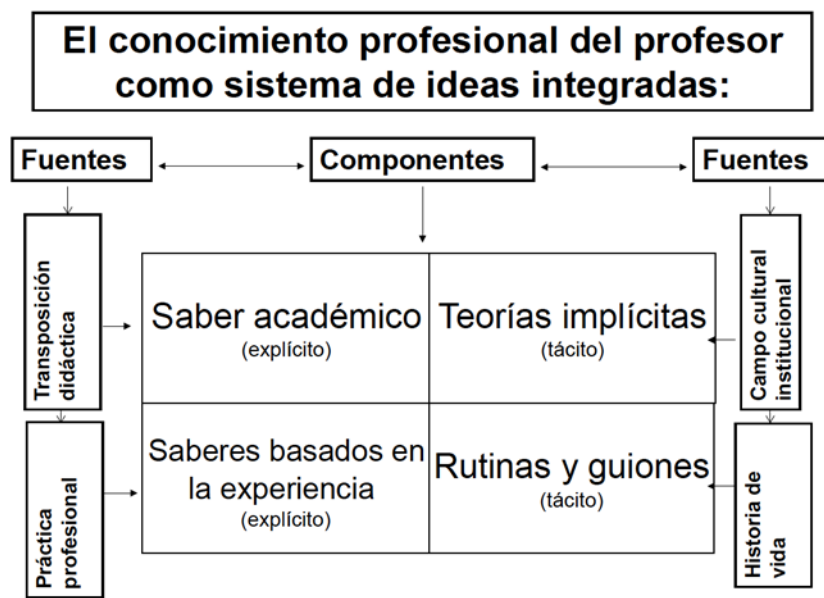 El conocimiento profesional del profesor
como sistema de ideas integradas:
Fuentes
Componentes
Fuentes
Transposición
didáctica
Saber académico
(explícito)
Teorías implícitas
(tácito)
Campo cultural
institucional
Práctica
profesional
Saberes basados en
la experiencia
(explícito)
Rutinas y guiones
(tácito)
Historia de
vida